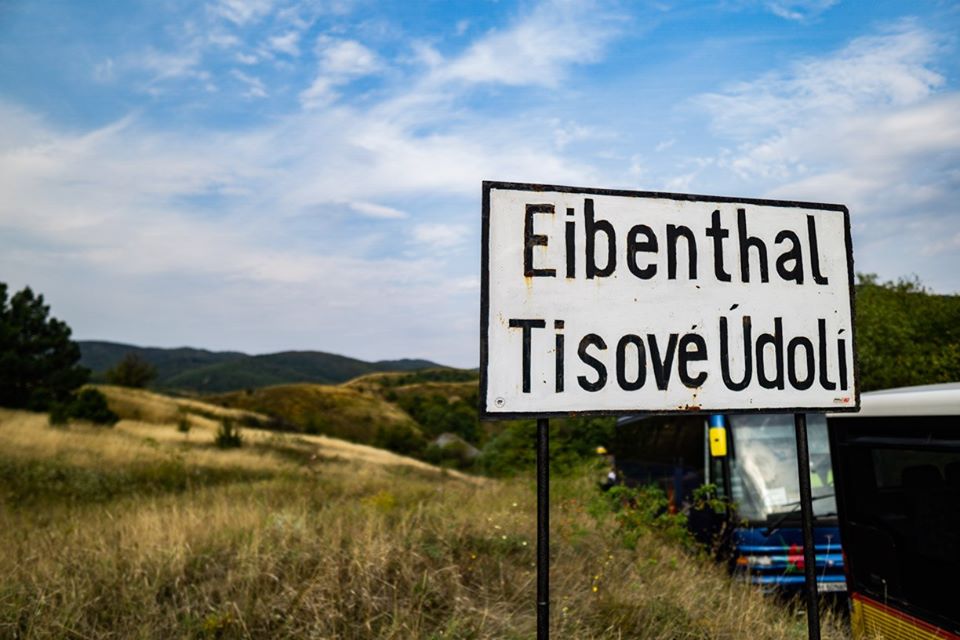 Eibenthal
Tisové Údolí